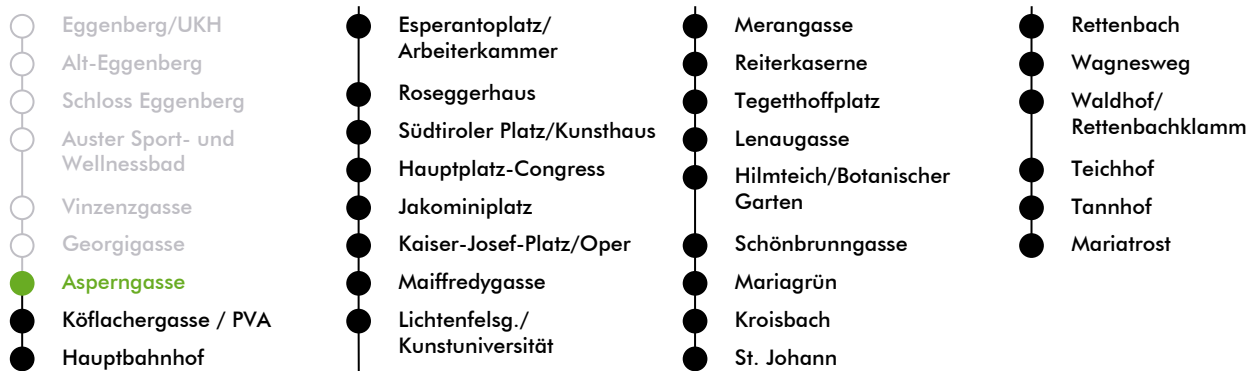 Eggenberg/UKH
Alt-Eggenberg
Schloss Eggenberg
Auster Sport- und
Wellnessbad
Vinzenzgasse
Georgigasse
Asperngasse
Köflachergasse / PVA
Hauptbahnhof
Esperantoplatz/
Arbeiterkammer
Roseggerhaus
Südtiroler Platz/Kunsthaus
Hauptplatz-Congress
Jakominiplatz
Kaiser-Josef-Platz/Oper
Maiffredygasse
Lichtenfelsg./
Kunstuniversität
Merangasse
Reiterkaserne
Tegetthoffplatz
Lenaugasse
Hilmteich/Botanischer
Garten
Schönbrunngasse
Mariagrün
Kroisbach
St. Johann
Rettenbach
Wagnesweg
Waldhof/
Rettenbachklamm
Teichhof
Tannhof
Mariatrost